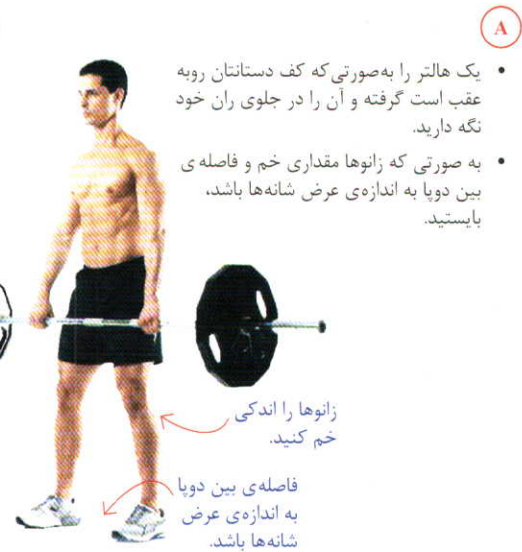 A
• یک هالتر را به‌صورتی‌که کف دستانتان روبه
عقب است گرفته و آن را در جلوی ران خود
نگه دارید.
• به صورتی که زانوها مقداری خم و فاصله ی
بین دوپا به اندازه‌ی عرض شانه‌ها باشد،
بایستید.
زانوها را اندکی
خم کنید.
فاصله‌ی بین دوپا
به اندازه‌ی عرض
شانه‌ها باشد.